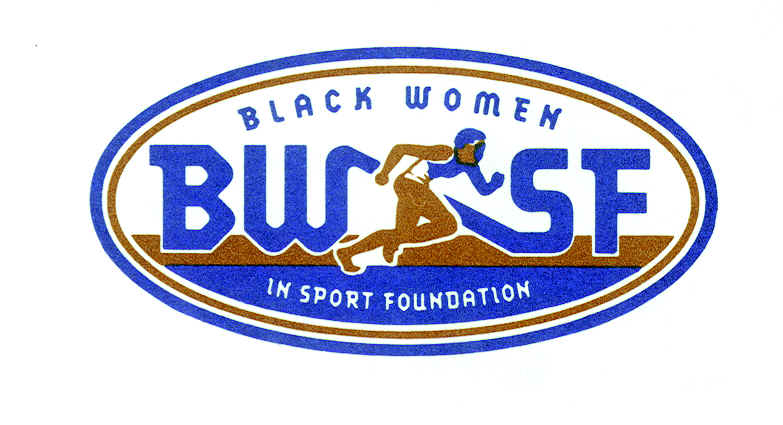 BLACK WOMEN
BWSF
IN SPORT FOUNDATION